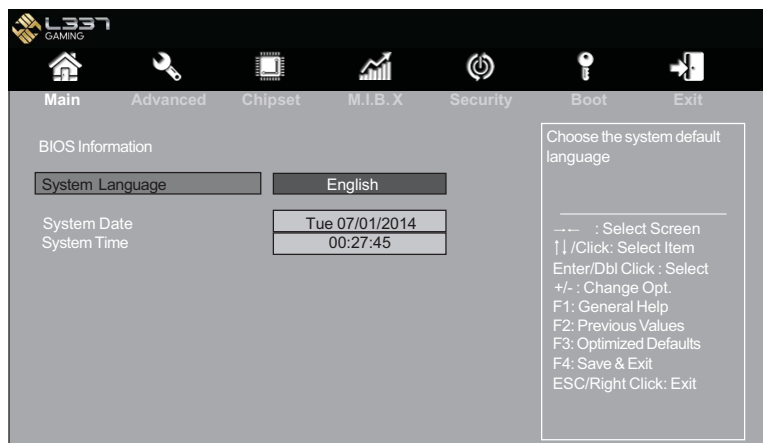 L337
GAMING
Main Advanced Chipset M.I.B.X Security Boot Exit
BIOS Information
System Language English
System Date Tue 07/01/2014
System Time 00:27:45
Choose the system default
language
→← : Select Screen
↑↓/Click: Select Item
Enter/Dbl Click : Select
+/- : Change Opt.
F1: General Help
F2: Previous Values
F3: Optimized Defaults
F4: Save & Exit
ESC/Right Click: Exit